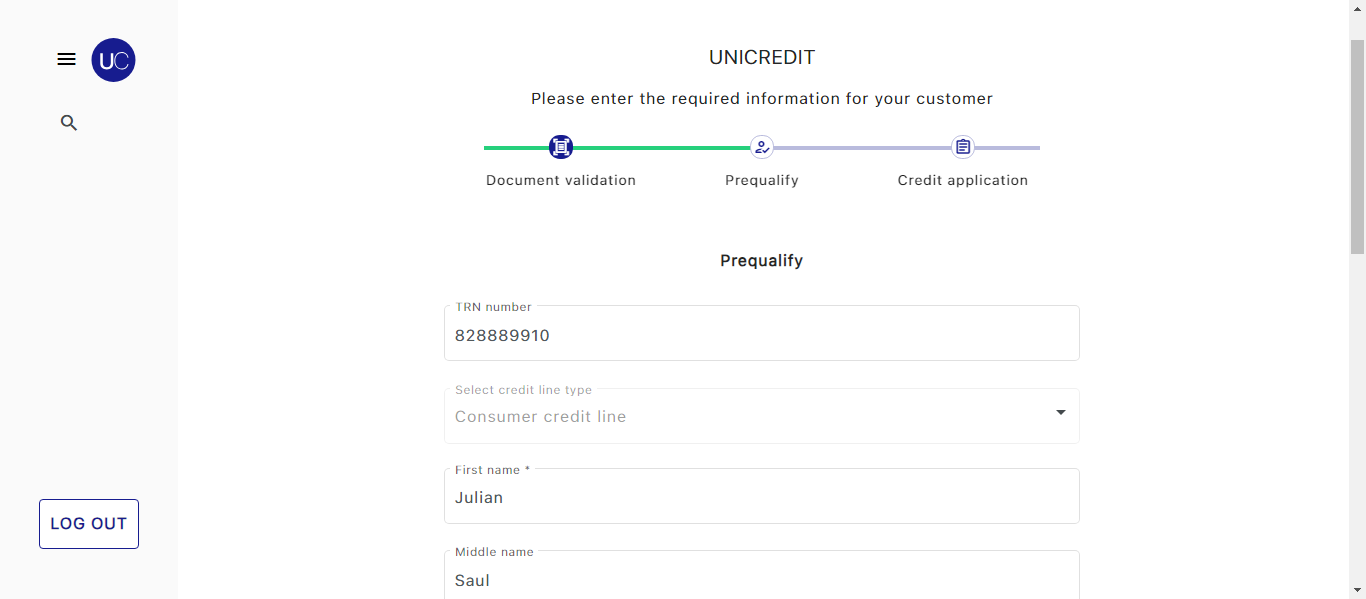 UC
UNICREDIT
Please enter the required information for your customer
Document validation
Prequalify
Credit application
Prequalify
TRN number
828889910
Select credit line type
Consumer credit line
First name *
Julian
Middle name
Saul
LOG OUT